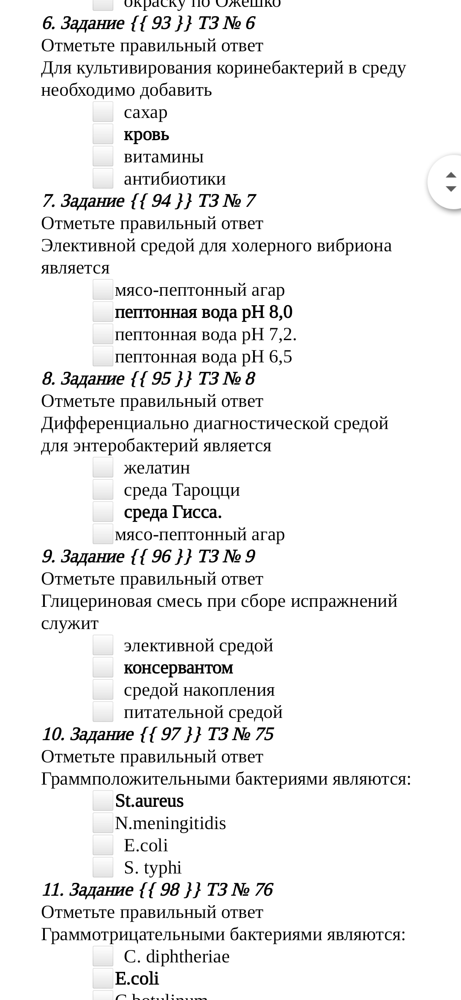 окраску по Ожешко
6. Задание {{ 93 }} ТЗ № 6
Отметьте правильный ответ
Для культивирования коринебактерий в среду
необходимо добавить
сахар
кровь
витамины
антибиотики
7. Задание {{ 94 }} ТЗ № 7
Отметьте правильный ответ
Элективной средой для холерного вибриона
является
мясо-пептонный агар
пептонная вода рН 8,0
пептонная вода рН 7,2.
пептонная вода рН 6,5
8. Задание {{ 95 }} ТЗ № 8
Отметьте правильный ответ
Дифференциально диагностической средой
для энтеробактерий является
желатин
среда Тароцци
среда Гисса.
мясо-пептонный агар
9. Задание {{ 96 }} ТЗ № 9
Отметьте правильный ответ
Глицериновая смесь при сборе испражнений
служит
элективной средой
консервантом
средой накопления
питательной средой
10. Задание {{ 97 }} ТЗ № 75
Отметьте правильный ответ
Граммположительными бактериями являются:
St.aureus
N.meningitidis
E.coli
S. typhi
11. Задание {{ 98 }} ТЗ № 76
Отметьте правильный ответ
Граммотрицательными бактериями являются:
C. diphtheriae
E.coli
C.botulinum